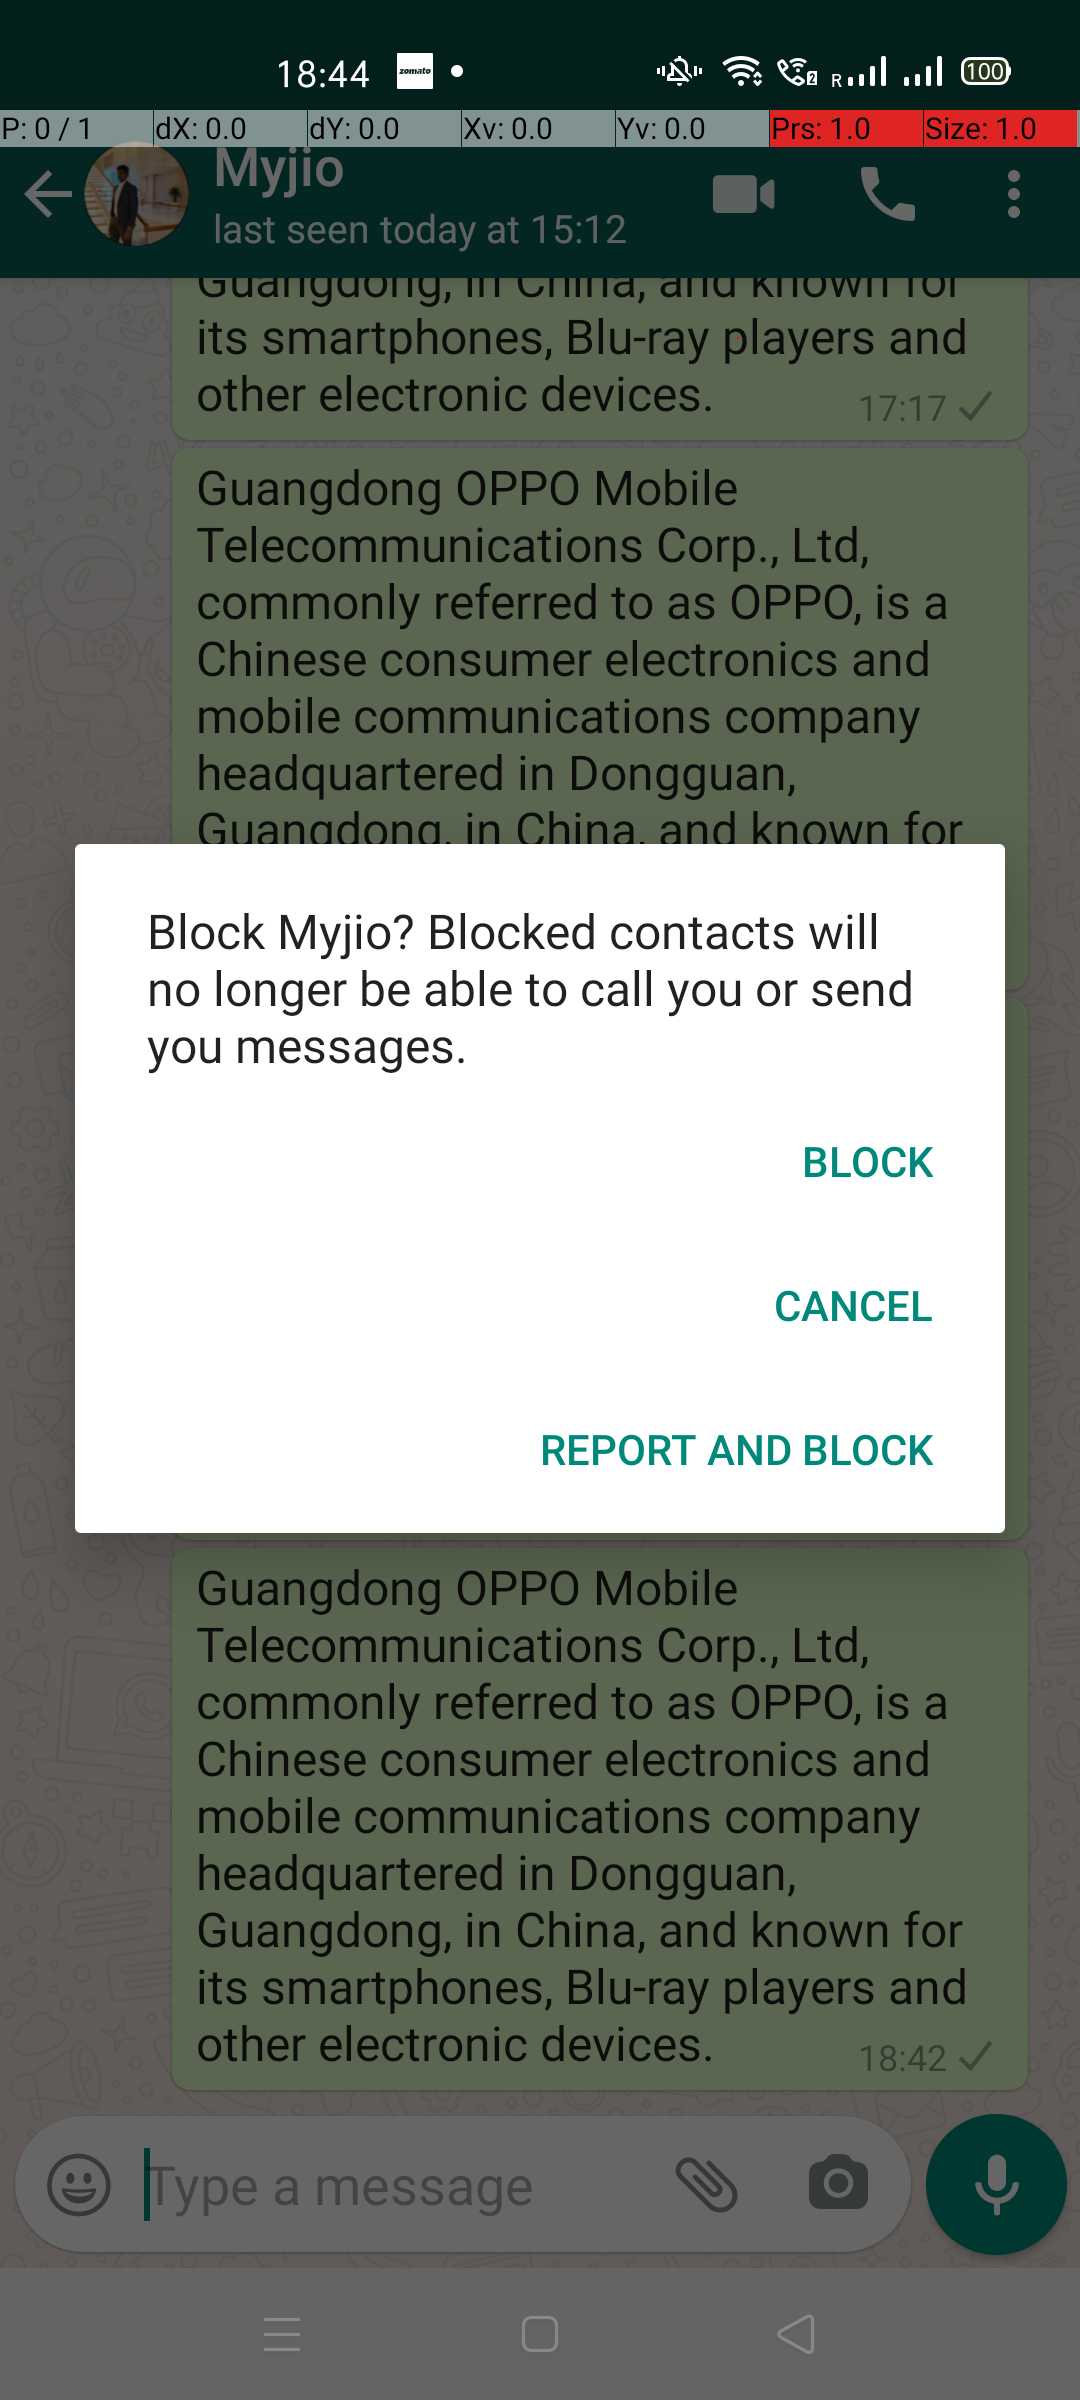 18:44 zomato R 2 100
P: 0 / 1 dX: 0.0 dY: 0.0 Xv: 0.0 Yv: 0.0 Prs: 1.0 Size: 1.0
Myjio
last seen today at 15:12
Guangdong, in China, and known for
its smartphones, Blu-ray players and
other electronic devices.
17:17
Guangdong OPPO Mobile
Telecommunications Corp., Ltd,
commonly referred to as OPPO, is a
Chinese consumer electronics and
mobile communications company
headquartered in Dongguan,
Guangdong, in China, and known for
Block Myjio? Blocked contacts will
no longer be able to call you or send
you messages.
BLOCK
CANCEL
REPORT AND BLOCK
Guangdong OPPO Mobile
Telecommunications Corp., Ltd,
commonly referred to as OPPO, is a
Chinese consumer electronics and
mobile communications company
headquartered in Dongguan,
Guangdong, in China, and known for
its smartphones, Blu-ray players and
other electronic devices.
18:42
Type a message